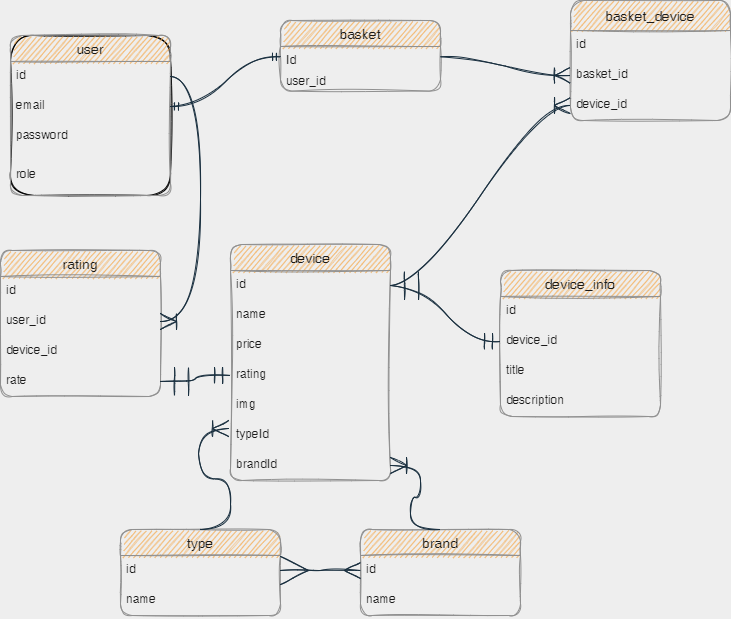 user
id
email
password
role
basket
Id
user_id
basket_device
id
basket_id
device_id
rating
id
user_id
device_id
rate
device
id
name
price
rating
img
typeId
brandId
device_info
id
device_id
title
description
type
id
name
brand
id
name